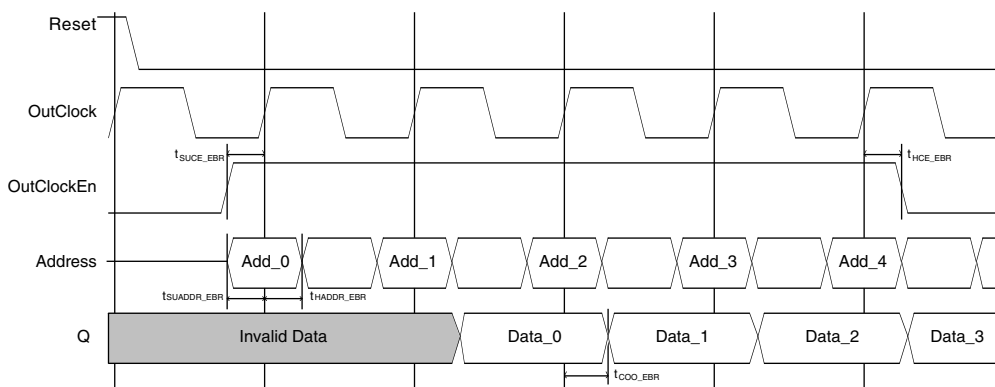 Reset
OutClock
tSUCE_EBR
tHCE_EBR
OutClockEn
Address Add_0 Add_1 Add_2 Add_3 Add_4
tSUADDR_EBR tHADDR_EBR
Q Invalid Data Data_0 Data_1 Data_2 Data_3
tCOO_EBR